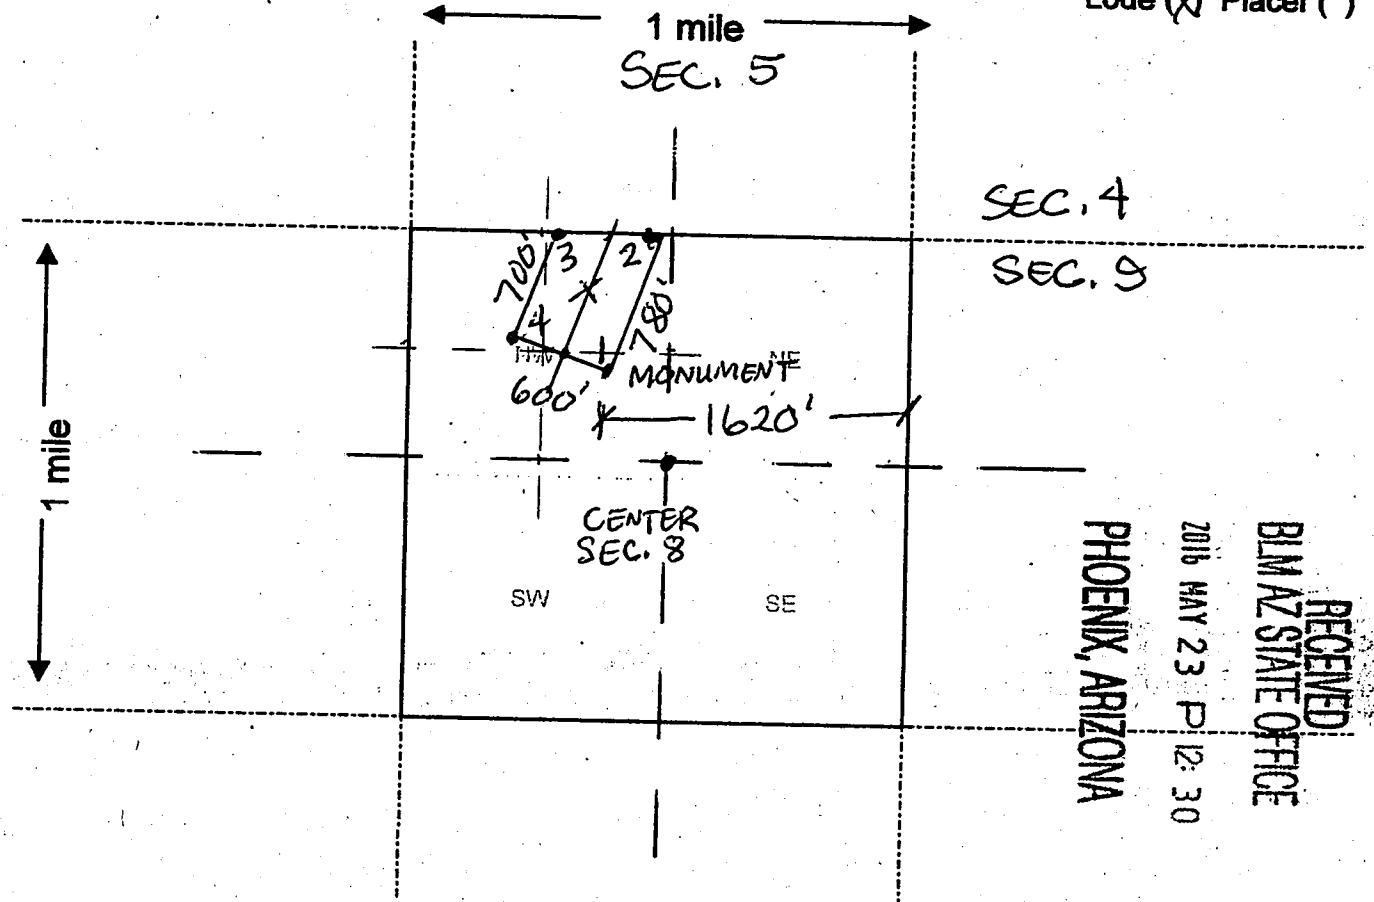 Lode (X) Placer ( )
1 mile
SEC. 5
SEC. 4
SEC. 9
700'
3
2
4
1
780'
NE
MONUMENT
600'
1620'
1 mile
CENTER
SEC. 8
SW
SE
RECEIVED
BLM AZ STATE OFFICE
2016 MAY 23 P 12: 30
PHOENIX, ARIZONA